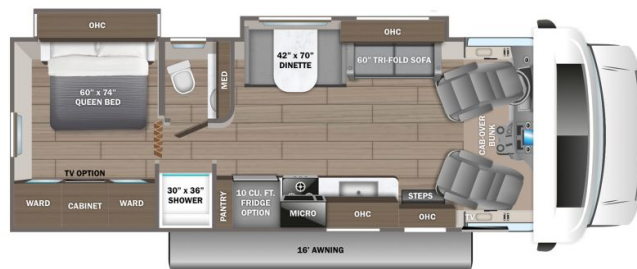 OHC
60" x 74"
QUEEN BED
TV OPTION
WARD
CABINET
WARD
MED
30" x 36"
SHOWER
PANTRY
10 CU. FT.
FRIDGE
OPTION
MICRO
42" x 70"
DINETTE
OHC
60" TRI-FOLD SOFA
CAB-OVER
BUNK
STEPS
OHC
OHC
TV
16' AWNING